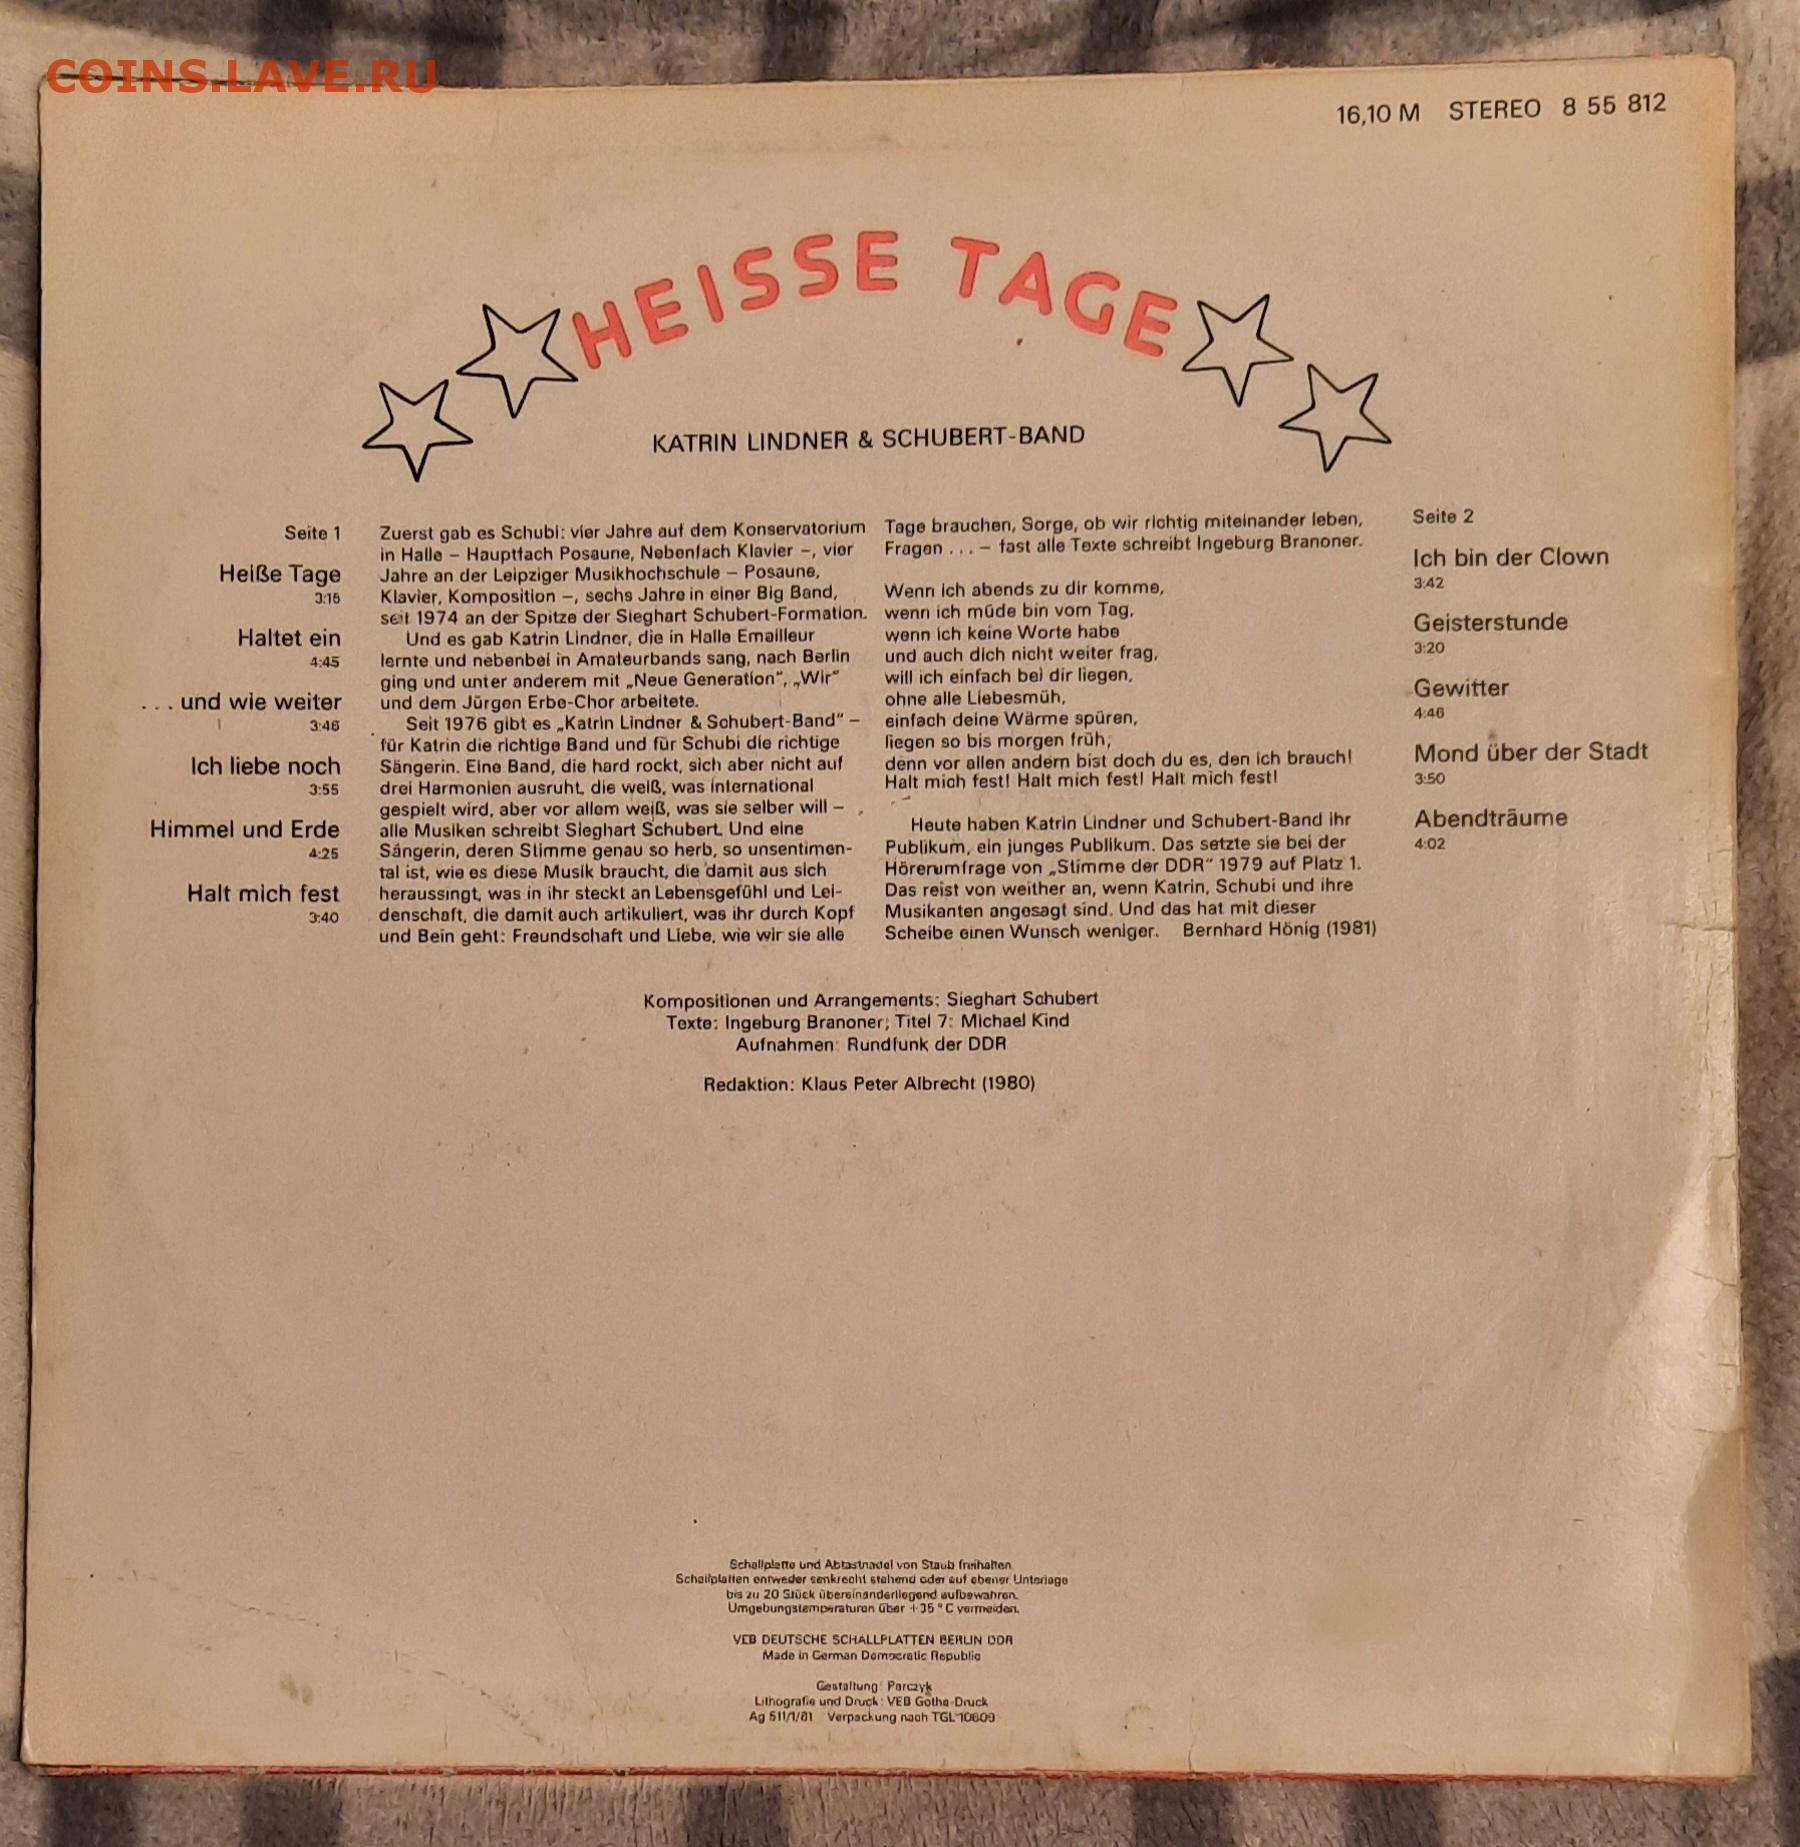 COINS.LAVE.RU
16,10 M STEREO 8 55 812
HEISSE TAGE
KATRIN LINDNER & SCHUBERT-BAND
Seite 1
Heiße Tage
3:15
Haltet ein
4:45
... und wie weiter
3:46
Ich liebe noch
3:55
Himmel und Erde
4:25
Halt mich fest
3:40
Zuerst gab es Schubi: vier Jahre auf dem Konservatorium
in Halle – Hauptfach Posaune, Nebenfach Klavier –, vier
Jahre an der Leipziger Musikhochschule – Posaune,
Klavier, Komposition –, sechs Jahre in einer Big Band,
seit 1974 an der Spitze der Sieghart Schubert-Formation.
Und es gab Katrin Lindner, die in Halle Emailleur
lernte und nebenbei in Amateurbands sang, nach Berlin
ging und unter anderem mit „Neue Generation“, „Wir“
und dem Jürgen Erbe-Chor arbeitete.
Seit 1976 gibt es „Katrin Lindner & Schubert-Band“ –
für Katrin die richtige Band und für Schubi die richtige
Sängerin. Eine Band, die hard rockt, sich aber nicht auf
drei Harmonien ausruht, die weiß, was international
gespielt wird, aber vor allem weiß, was sie selber will –
alle Musiken schreibt Sieghart Schubert. Und eine
Sängerin, deren Stimme genau so herb, so unsentimen-
tal ist, wie es diese Musik braucht, die damit aus sich
heraussingt, was in ihr steckt an Lebensgefühl und Lei-
denschaft, die damit auch artikuliert, was ihr durch Kopf
und Bein geht: Freundschaft und Liebe, wie wir sie alle
Tage brauchen, Sorge, ob wir richtig miteinander leben,
Fragen ... – fast alle Texte schreibt Ingeburg Branoner.
Wenn ich abends zu dir komme,
wenn ich müde bin vom Tag,
wenn ich keine Worte habe
und auch dich nicht weiter frag,
will ich einfach bei dir liegen,
ohne alle Liebesmüh,
einfach deine Wärme spüren,
liegen so bis morgen früh;
denn vor allen andern bist doch du es, den ich brauch!
Halt mich fest! Halt mich fest! Halt mich fest!
Heute haben Katrin Lindner und Schubert-Band ihr
Publikum, ein junges Publikum. Das setzte sie bei der
Hörerumfrage von „Stimme der DDR“ 1979 auf Platz 1.
Das reist von weither an, wenn Katrin, Schubi und ihre
Musikanten angesagt sind. Und das hat mit dieser
Scheibe einen Wunsch weniger. Bernhard Hönig (1981)
Seite 2
Ich bin der Clown
3:42
Geisterstunde
3:20
Gewitter
4:46
Mond über der Stadt
3:50
Abendträume
4:02
Kompositionen und Arrangements: Sieghart Schubert
Texte: Ingeburg Branoner; Titel 7: Michael Kind
Aufnahmen: Rundfunk der DDR
Redaktion: Klaus Peter Albrecht (1980)
Schallplatte und Abtastnadel von Staub freihalten.
Schallplatten entweder senkrecht stehend oder auf ebener Unterlage
bis zu 20 Stück übereinanderliegend aufbewahren.
Umgebungstemperaturen über +35 °C vermeiden.
VEB DEUTSCHE SCHALLPLATTEN BERLIN DDR
Made in German Democratic Republic
Gestaltung: Parczyk
Lithografie und Druck: VEB Gotha-Druck
Ag 511/1/81 Verpackung nach TGL 10609